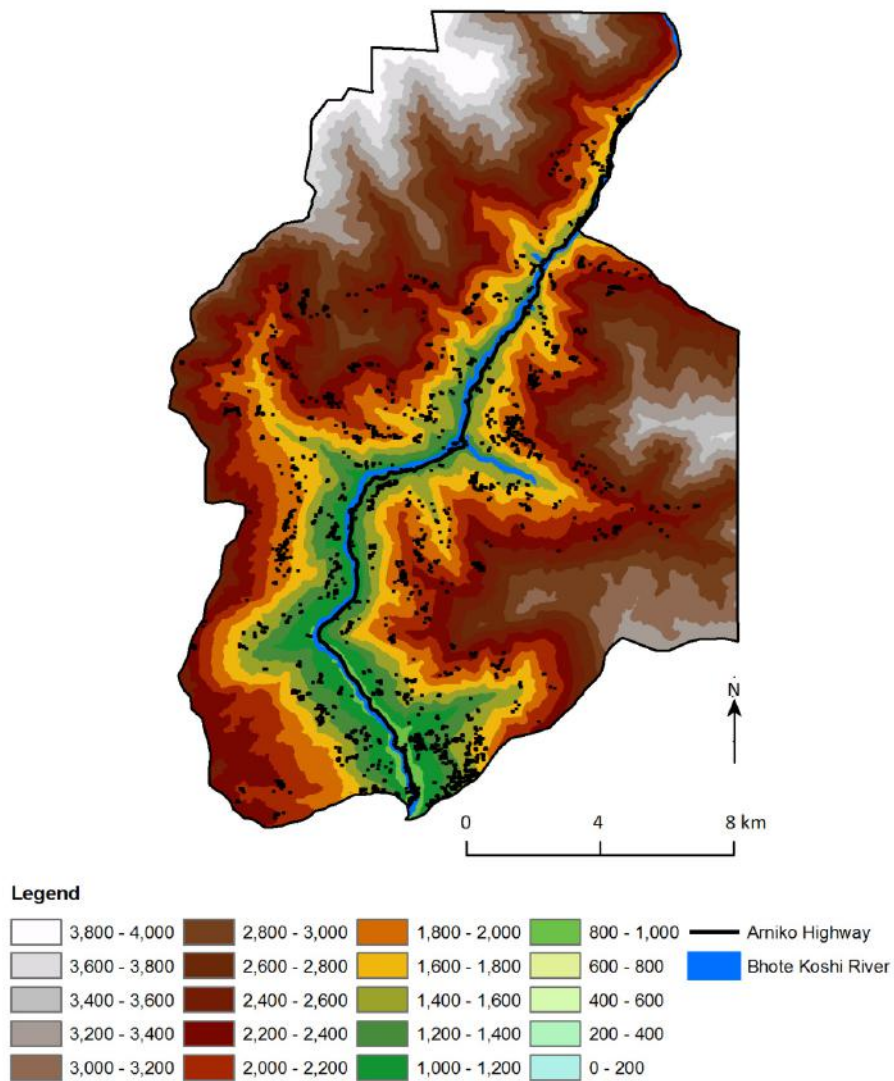 N
0 4 8 km
Legend
3,800 - 4,000 2,800 - 3,000 1,800 - 2,000 800 - 1,000 Arniko Highway
3,600 - 3,800 2,600 - 2,800 1,600 - 1,800 600 - 800 Bhote Koshi River
3,400 - 3,600 2,400 - 2,600 1,400 - 1,600 400 - 600
3,200 - 3,400 2,200 - 2,400 1,200 - 1,400 200 - 400
3,000 - 3,200 2,000 - 2,200 1,000 - 1,200 0 - 200